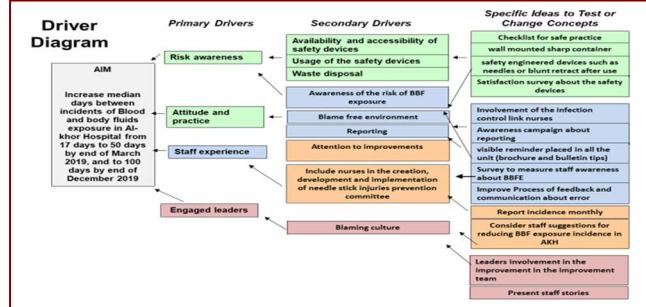 Driver
Diagram
Primary Drivers
Secondary Drivers
Specific Ideas to Test or
Change Concepts
AIM
Increase median
days between
incidents of Blood
and body fluids
exposure in Al-
khor Hospital from
17 days to 50 days
by end of March
2019, and to 100
days by end of
December 2019
Risk awareness
Attitude and
practice
Staff experience
Engaged leaders
Availability and accessibility of
safety devices
Usage of the safety devices
Waste disposal
Awareness of the risk of BBF
exposure
Blame free environment
Reporting
Attention to improvements
Include nurses in the creation,
development and implementation
of needle stick injuries prevention
committee
Blaming culture
Checklist for safe practice
wall mounted sharp container
safety engineered devices such as
needles or blunt retract after use
Satisfaction survey about the safety
devices
Involvement of the infection
control link nurses
Awareness campaign about
reporting
visible reminder placed in all the
unit (brochure and bulletin tips)
Survey to measure staff awareness
about BBFE
Improve Process of feedback and
communication about error
Report incidence monthly
Consider staff suggestions for
reducing BBF exposure incidence in
AKH
Leaders involvement in the
improvement in the improvement
team
Present staff stories